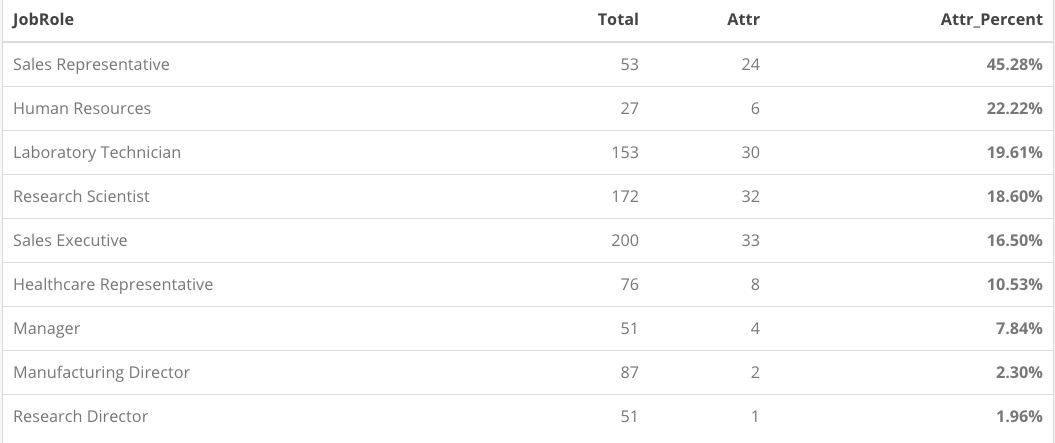 JobRole Total Attr Attr_Percent
Sales Representative 53 24 45.28%
Human Resources 27 6 22.22%
Laboratory Technician 153 30 19.61%
Research Scientist 172 32 18.60%
Sales Executive 200 33 16.50%
Healthcare Representative 76 8 10.53%
Manager 51 4 7.84%
Manufacturing Director 87 2 2.30%
Research Director 51 1 1.96%